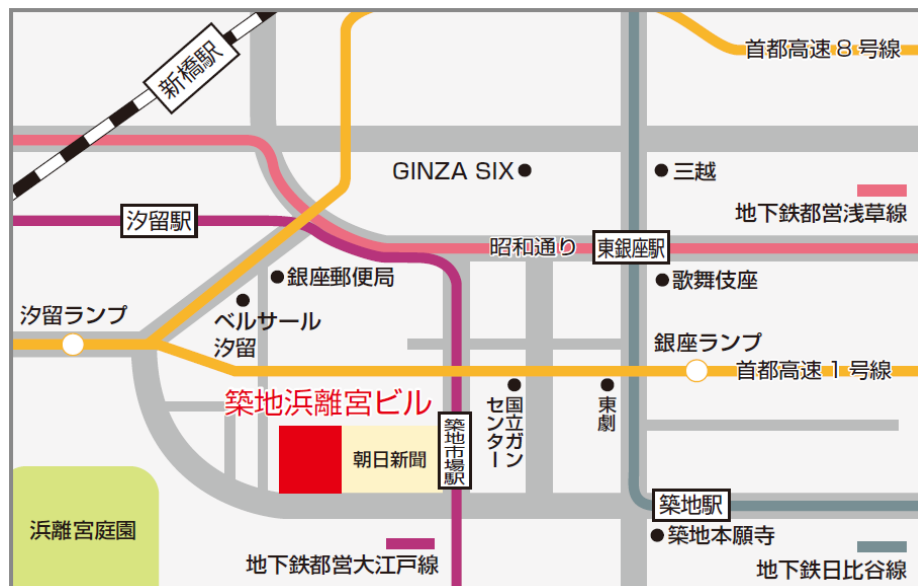 首都高速8号線
新橋駅
GINZA SIX
三越
地下鉄都営浅草線
汐留駅
昭和通り
東銀座駅
銀座郵便局
歌舞伎座
汐留ランプ
ベルサール
汐留
銀座ランプ
首都高速1号線
築地浜離宮ビル
国立ガン
センター
東劇
朝日新聞
築地市場駅
築地駅
浜離宮庭園
築地本願寺
地下鉄都営大江戸線
地下鉄日比谷線